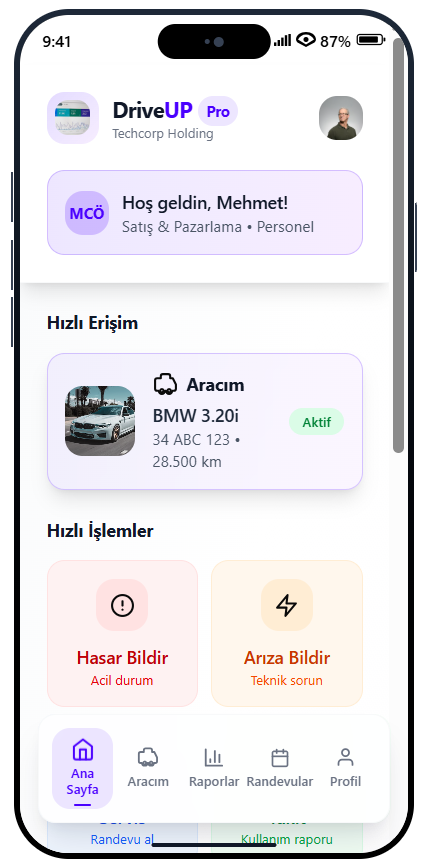 9:41
87%
DriveUP Pro
Techcorp Holding
MCÖ
Hoş geldin, Mehmet!
Satış & Pazarlama • Personel
Hızlı Erişim
Aracım
BMW 3.20i
34 ABC 123 •
28.500 km
Aktif
Hızlı İşlemler
Hasar Bildir
Acil durum
Arıza Bildir
Teknik sorun
Ana
Sayfa
Aracım
Raporlar
Randevular
Profil
Randevu al
Kullanım raporu